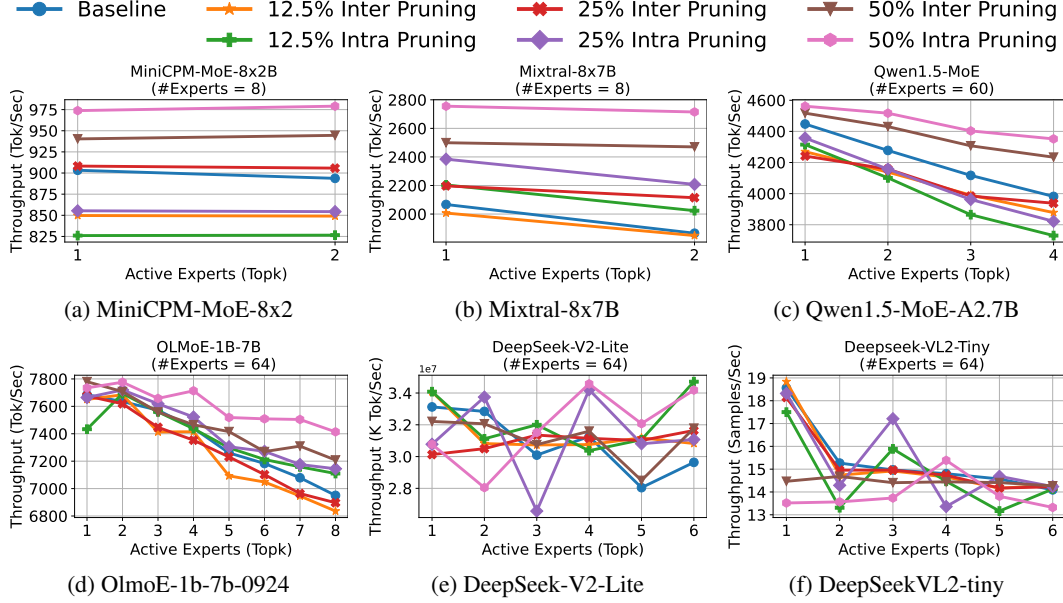 Baseline 12.5% Inter Pruning 25% Inter Pruning 50% Inter Pruning
12.5% Intra Pruning 25% Intra Pruning 50% Intra Pruning
MiniCPM-MoE-8x2B
(#Experts = 8)
Throughput (Tok/Sec)
975
950
925
900
875
850
825
1 2
Active Experts (Topk)
(a) MiniCPM-MoE-8x2
Mixtral-8x7B
(#Experts = 8)
Throughput (Tok/Sec)
2800
2600
2400
2200
2000
1 2
Active Experts (Topk)
(b) Mixtral-8x7B
Qwen1.5-MoE
(#Experts = 60)
Throughput (Tok/Sec)
4600
4400
4200
4000
3800
1 2 3 4
Active Experts (Topk)
(c) Qwen1.5-MoE-A2.7B
OLMoE-1B-7B
(#Experts = 64)
Throughput (Tok/Sec)
7800
7600
7400
7200
7000
6800
1 2 3 4 5 6 7 8
Active Experts (Topk)
(d) OlmoE-1b-7b-0924
DeepSeek-V2-Lite
(#Experts = 64)
1e7
Throughput (K Tok/Sec)
3.4
3.2
3.0
2.8
1 2 3 4 5 6
Active Experts (Topk)
(e) DeepSeek-V2-Lite
Deepseek-VL2-Tiny
(#Experts = 64)
Throughput (Samples/Sec)
19
18
17
16
15
14
13
1 2 3 4 5 6
Active Experts (Topk)
(f) DeepSeekVL2-tiny